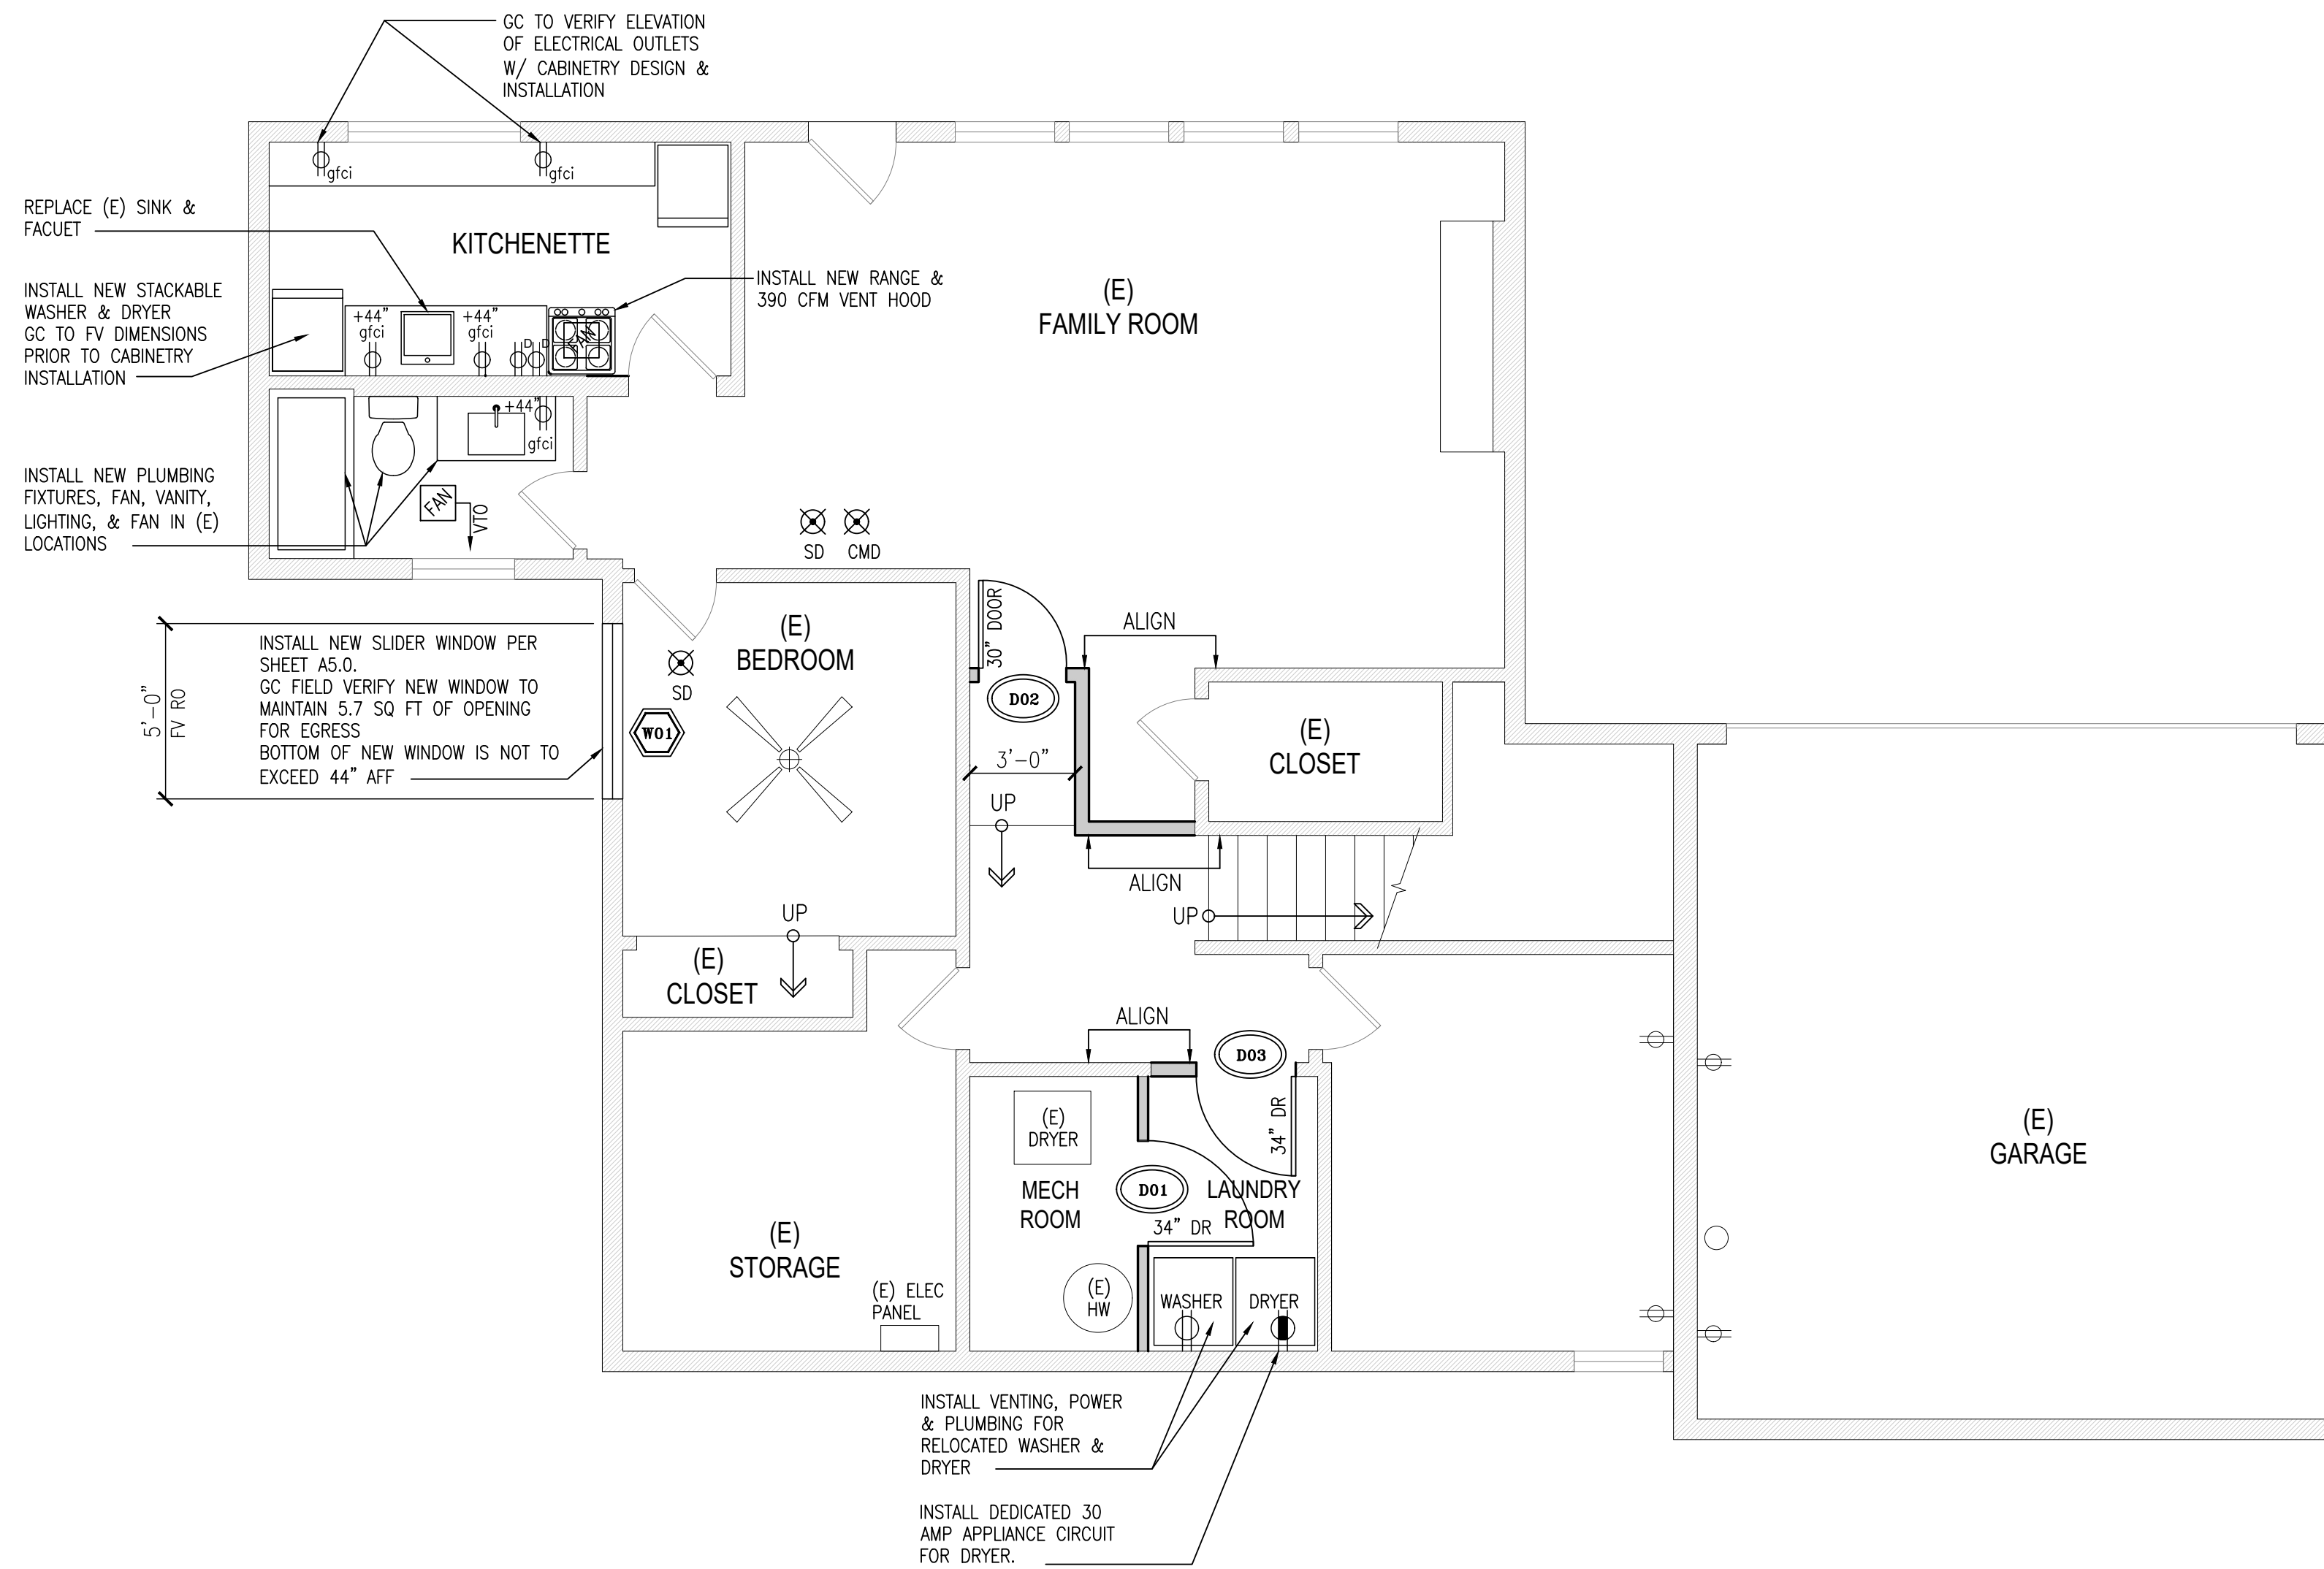 GC TO VERIFY ELEVATION
OF ELECTRICAL OUTLETS
W/ CABINETRY DESIGN &
INSTALLATION
gfci
gfci
REPLACE (E) SINK &
FACUET
KITCHENETTE
INSTALL NEW STACKABLE
WASHER & DRYER
GC TO FV DIMENSIONS
PRIOR TO CABINETRY
INSTALLATION
INSTALL NEW RANGE &
390 CFM VENT HOOD
(E)
FAMILY ROOM
+44"
gfci
+44"
gfci
D
D
FAN
+44"
gfci
INSTALL NEW PLUMBING
FIXTURES, FAN, VANITY,
LIGHTING, & FAN IN (E)
LOCATIONS
FAN
VTO
SD
CMD
5'-0"
FV RO
INSTALL NEW SLIDER WINDOW PER
SHEET A5.0.
GC FIELD VERIFY NEW WINDOW TO
MAINTAIN 5.7 SQ FT OF OPENING
FOR EGRESS
BOTTOM OF NEW WINDOW IS NOT TO
EXCEED 44" AFF
(E)
BEDROOM
SD
W01
30" DOOR
D02
ALIGN
3'-0"
UP
(E)
CLOSET
ALIGN
UP
UP
(E)
CLOSET
ALIGN
D03
(E)
DRYER
34" DR
MECH
ROOM
D01
LAUNDRY
ROOM
34" DR
(E)
GARAGE
(E)
STORAGE
(E) ELEC
PANEL
(E)
HW
WASHER
DRYER
INSTALL VENTING, POWER
& PLUMBING FOR
RELOCATED WASHER &
DRYER
INSTALL DEDICATED 30
AMP APPLIANCE CIRCUIT
FOR DRYER.